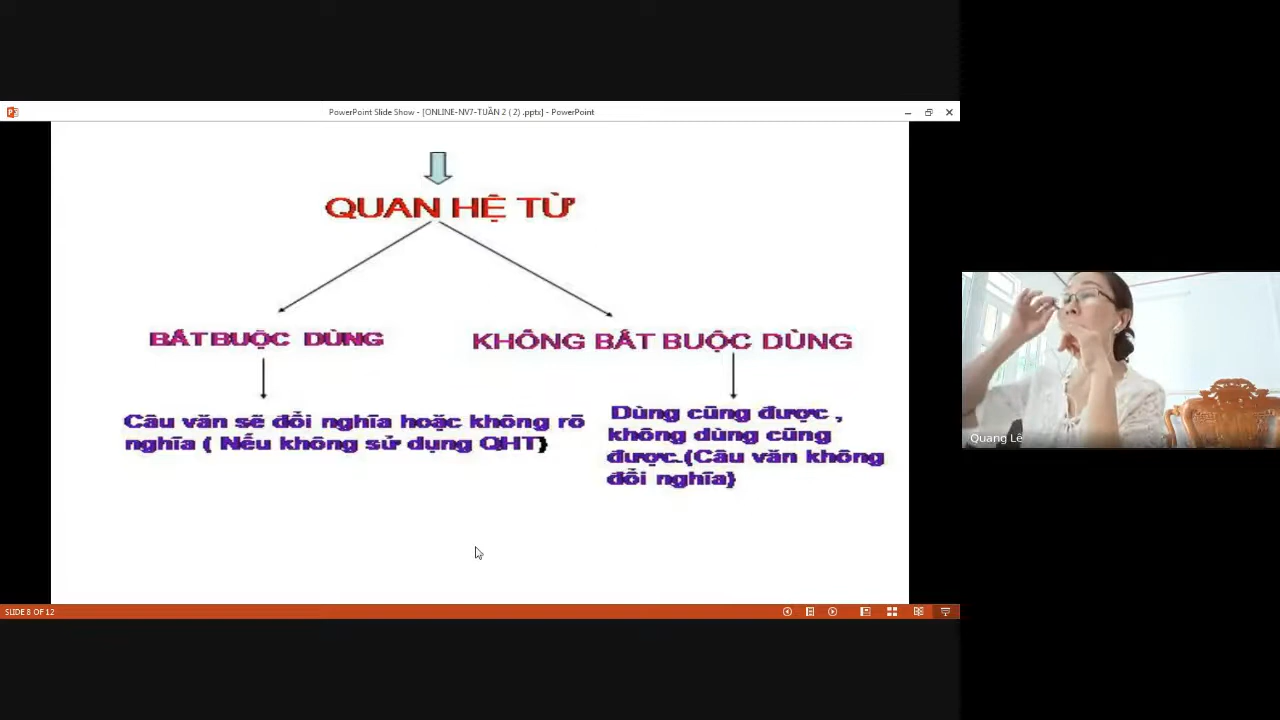 PowerPoint Slide Show - [ONLINE-NV7-TUẦN 2 ( 2) .pptx] - PowerPoint
QUAN HỆ TỪ
BẮT BUỘC DÙNG
KHÔNG BẮT BUỘC DÙNG
Câu văn sẽ đổi nghĩa hoặc không rõ
nghĩa ( Nếu không sử dụng QHT)
Dùng cũng được ,
không dùng cũng
được..(Câu văn không
đổi nghĩa)
Quang Lê
SLIDE 8 OF 12